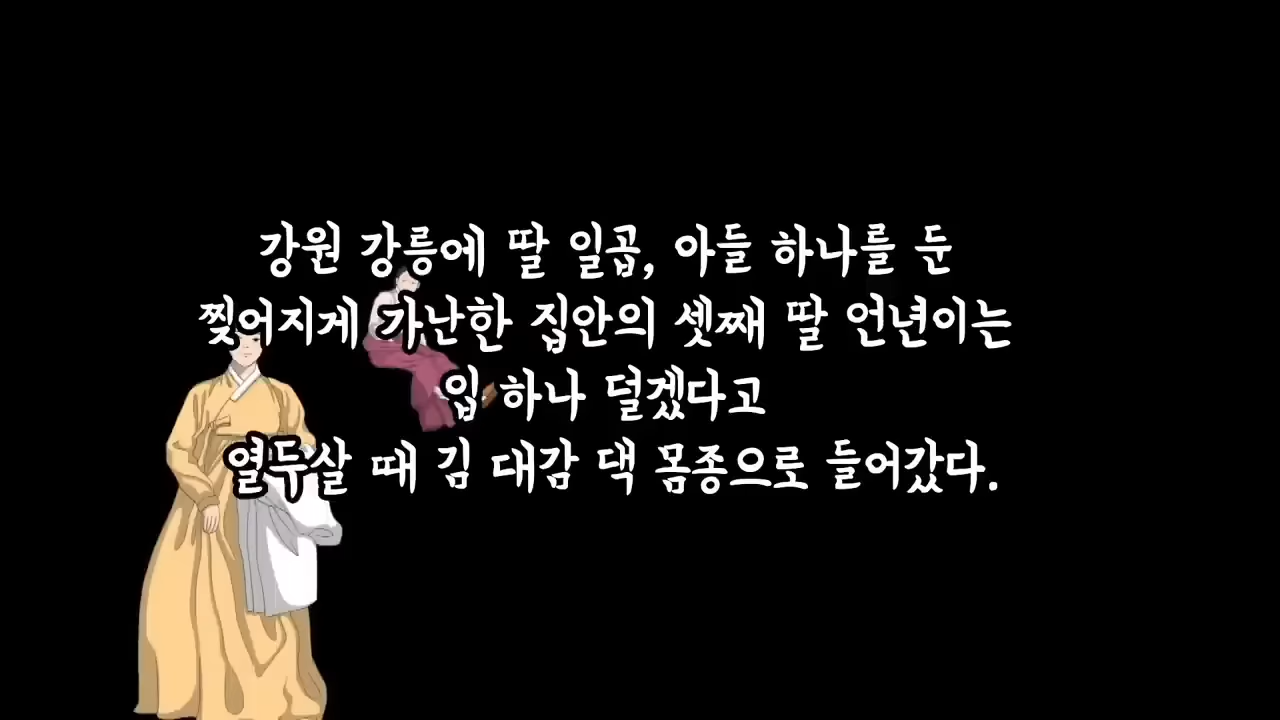 강원 강릉에 딸 일곱, 아들 하나를 둔
찢어지게 가난한 집안의 셋째 딸 언년이는
입 하나 덜겠다고
열두살 때 김 대감 댁 몸종으로 들어갔다.